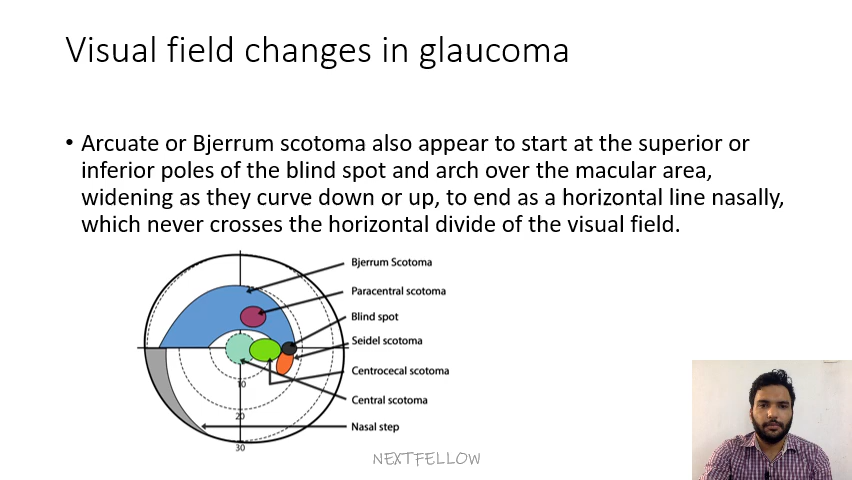 Visual field changes in glaucoma
• Arcuate or Bjerrum scotoma also appear to start at the superior or
inferior poles of the blind spot and arch over the macular area,
widening as they curve down or up, to end as a horizontal line nasally,
which never crosses the horizontal divide of the visual field.
Bjerrum Scotoma
Paracentral scotoma
Blind spot
Seidel scotoma
Centrocecal scotoma
Central scotoma
Nasal step
10
20
30
NEXTFELLOW